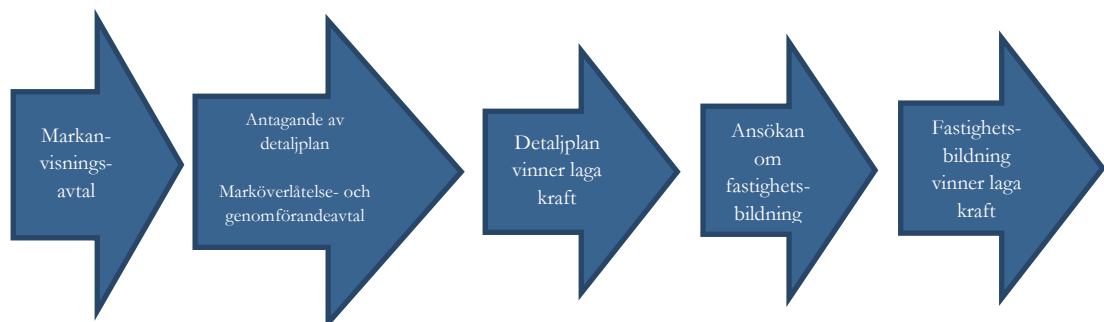 Markan-
visnings-
avtal
Antagande av
detaljplan
Marköverlåtelse- och
genomförandeavtal
Detaljplan
vinner laga
kraft
Ansökan
om
fastighets-
bildning
Fastighets-
bildning
vinner laga
kraft